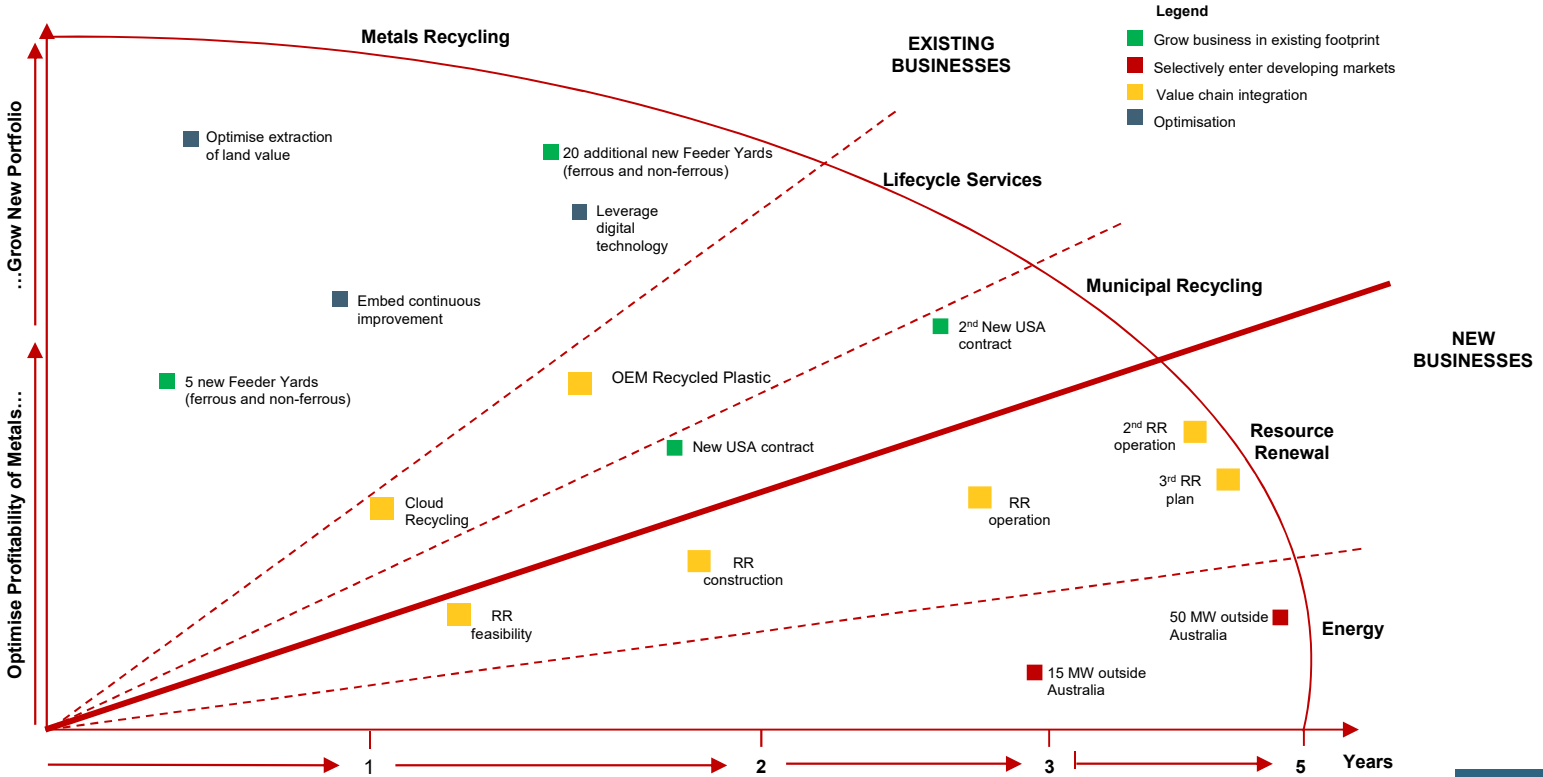 Legend
Grow business in existing footprint
Selectively enter developing markets
Value chain integration
Optimisation
Metals Recycling
EXISTING
BUSINESSES
...Grow New Portfolio
Optimise Profitability of Metals...
Optimise extraction
of land value
20 additional new Feeder Yards
(ferrous and non-ferrous)
Lifecycle Services
Leverage
digital
technology
Embed continuous
improvement
Municipal Recycling
2nd New USA
contract
NEW
BUSINESSES
5 new Feeder Yards
(ferrous and non-ferrous)
OEM Recycled Plastic
New USA contract
2nd RR
operation
Resource
Renewal
3rd RR
plan
Cloud
Recycling
RR
operation
RR
construction
RR
feasibility
50 MW outside
Australia
Energy
15 MW outside
Australia
1
2
3
5
Years